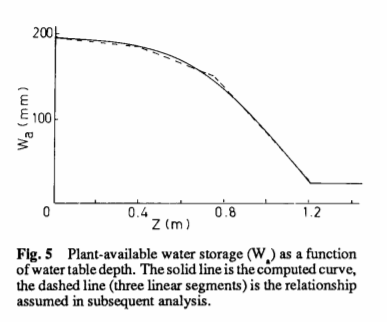 200
100
Wa (mm)
0
0.4
0.8
1.2
Z (m)
Fig. 5 Plant-available water storage (Wa) as a function
of water table depth. The solid line is the computed curve,
the dashed line (three linear segments) is the relationship
assumed in subsequent analysis.